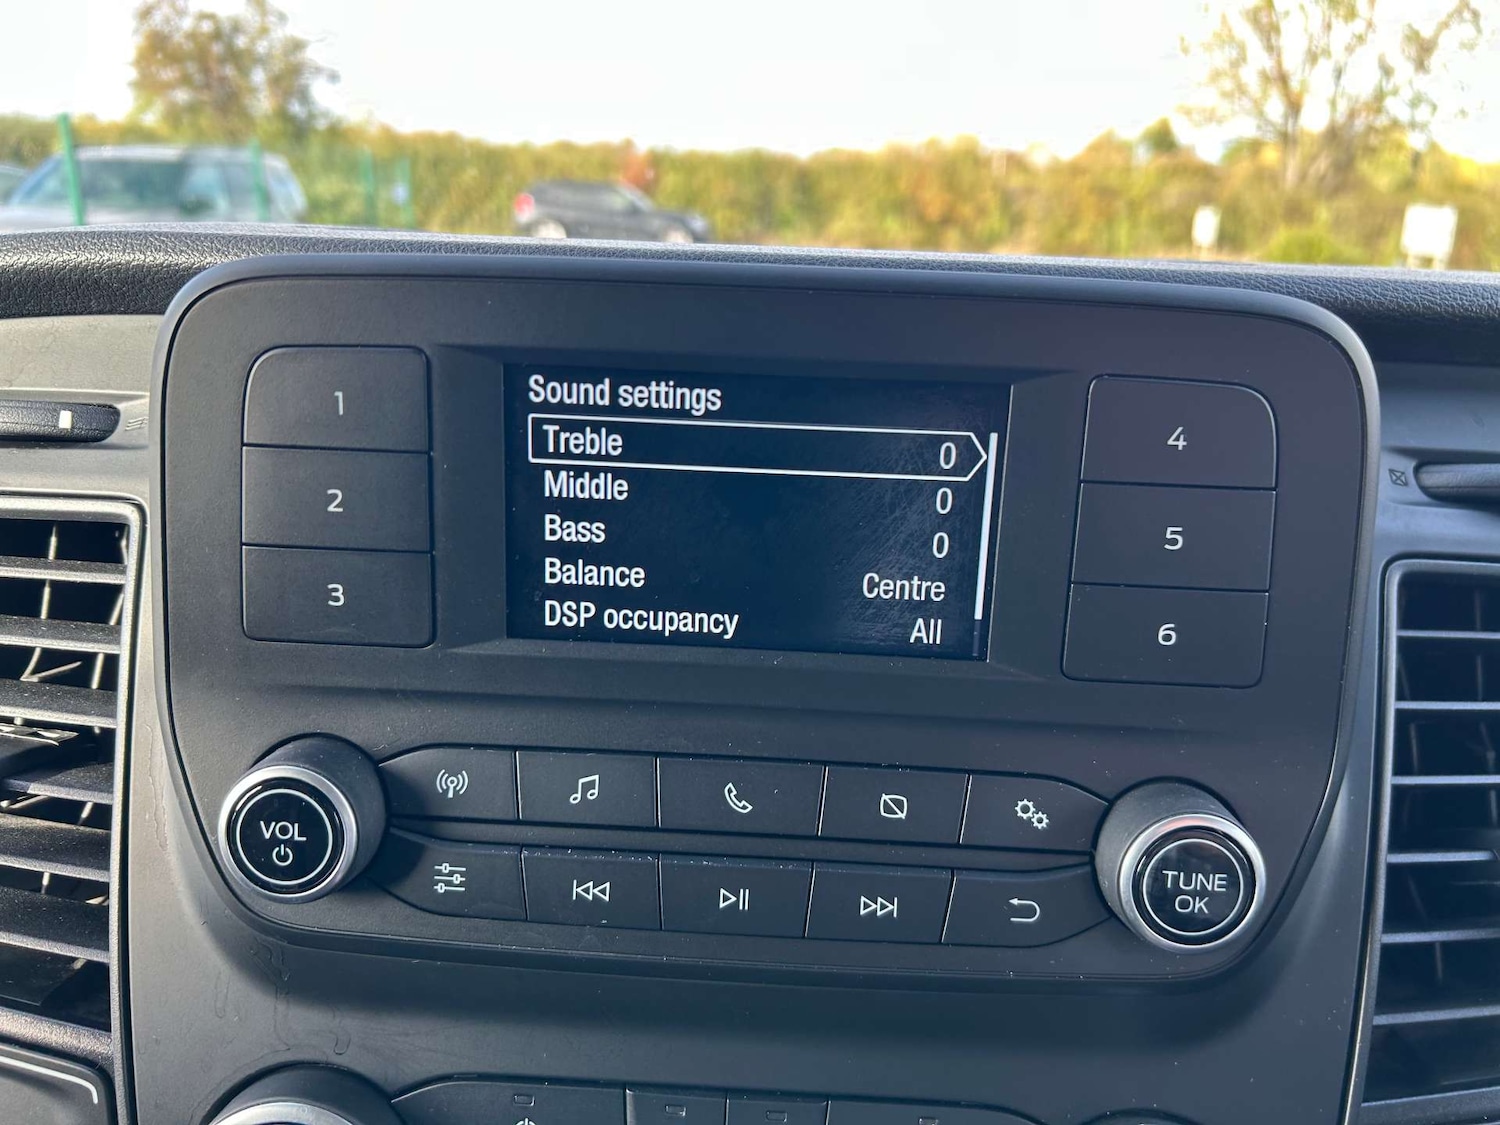 Sound settings
Treble 0
Middle 0
Bass 0
Balance Centre
DSP occupancy All
1
2
3
4
5
6
VOL
TUNE
OK